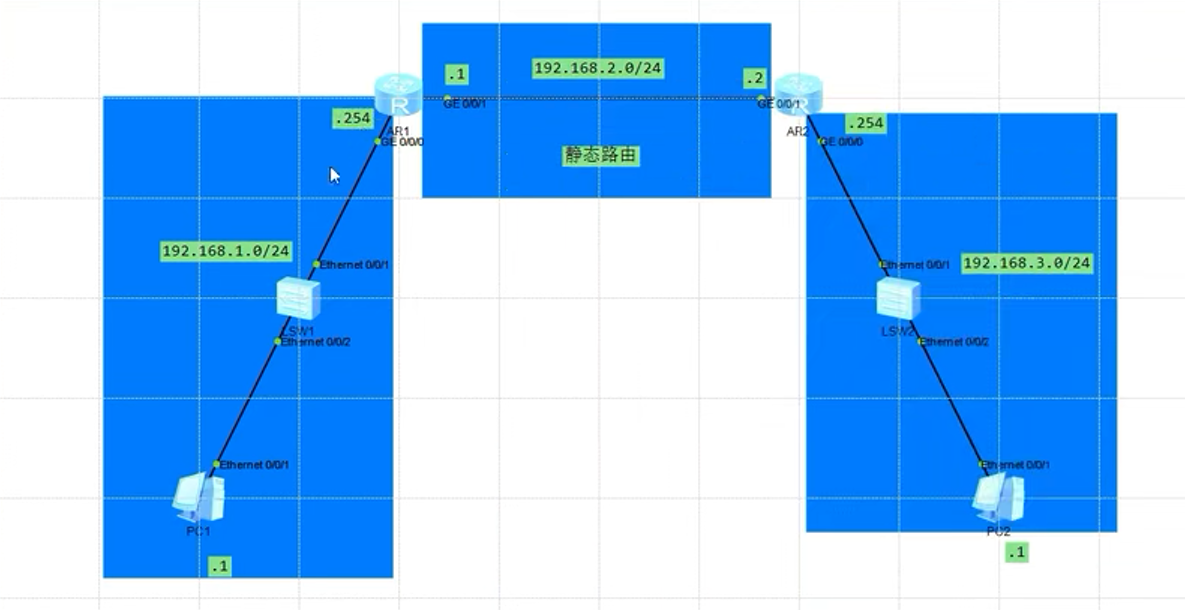 192.168.2.0/24
.1
.2
GE 0/0/1
GE 0/0/1
.254
AR1
GE 0/0/0
AR2
.254
GE 0/0/0
静态路由
192.168.1.0/24
Ethernet 0/0/1
LSW1
Ethernet 0/0/2
Ethernet 0/0/1
192.168.3.0/24
LSW2
Ethernet 0/0/2
Ethernet 0/0/1
PC1
.1
Ethernet 0/0/1
PC2
.1